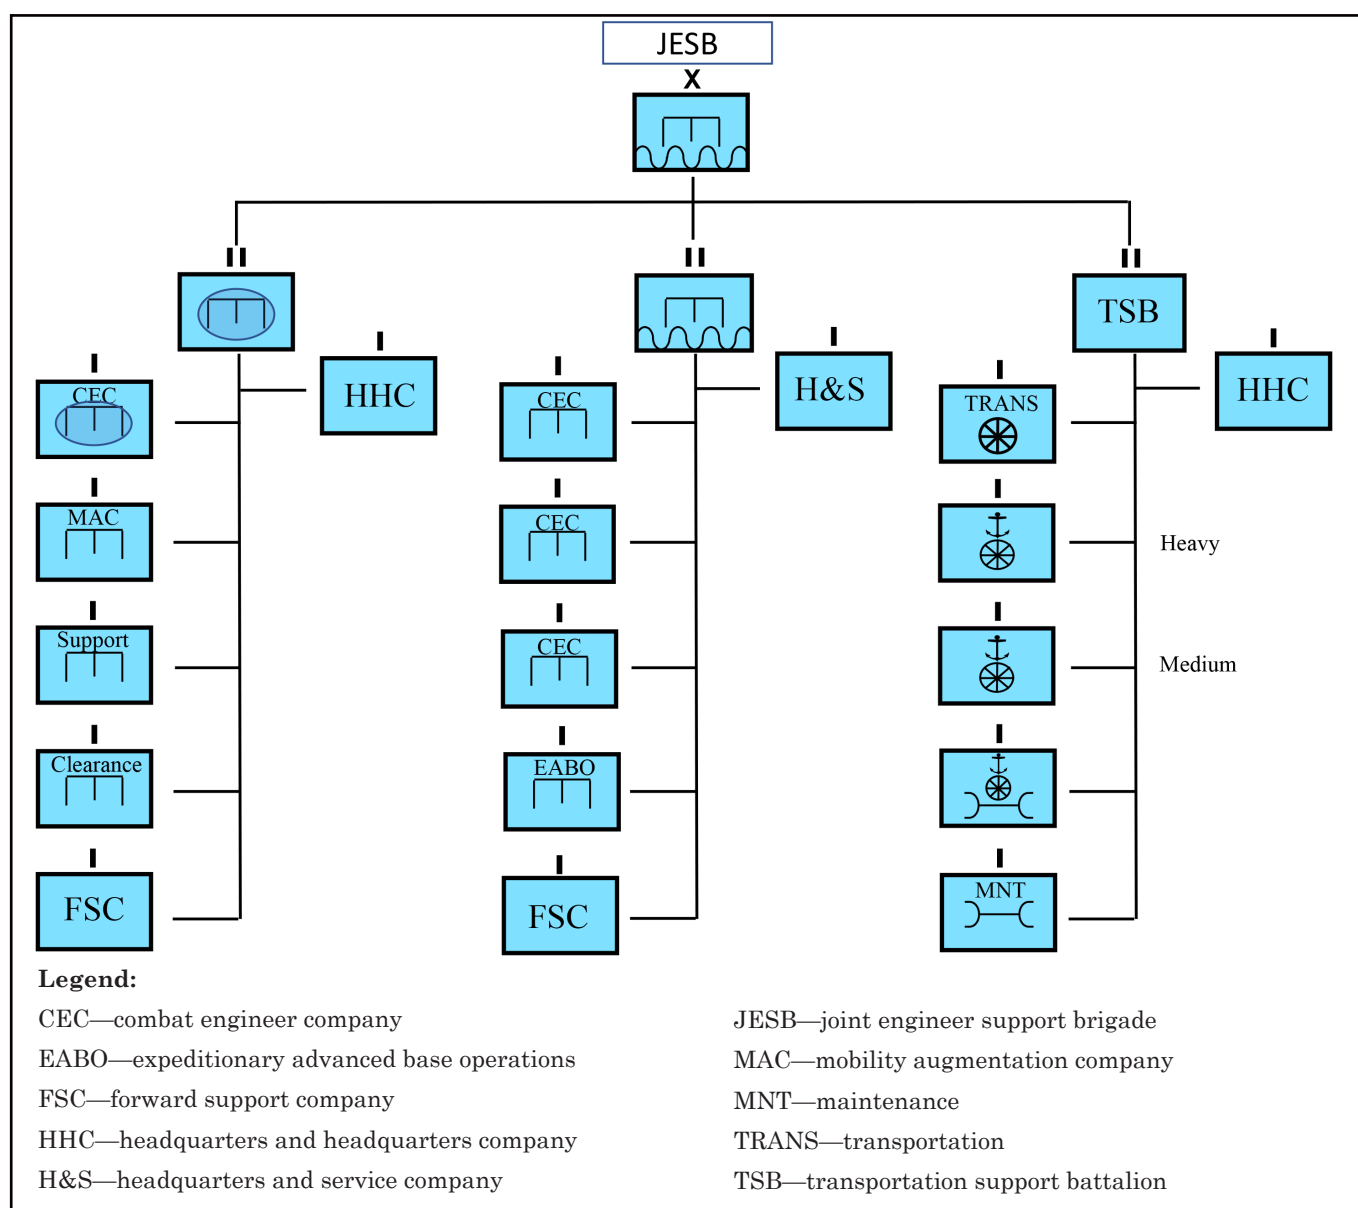 JESB
X
II
II
II
TSB
I
HHC
I
H&S
I
HHC
I
CEC
I
MAC
I
Support
I
Clearance
I
FSC
I
CEC
I
CEC
I
CEC
I
EABO
I
FSC
I
TRANS
I
Heavy
I
Medium
I
I
MNT
Legend:
CEC—combat engineer company
EABO—expeditionary advanced base operations
FSC—forward support company
HHC—headquarters and headquarters company
H&S—headquarters and service company
JESB—joint engineer support brigade
MAC—mobility augmentation company
MNT—maintenance
TRANS—transportation
TSB—transportation support battalion